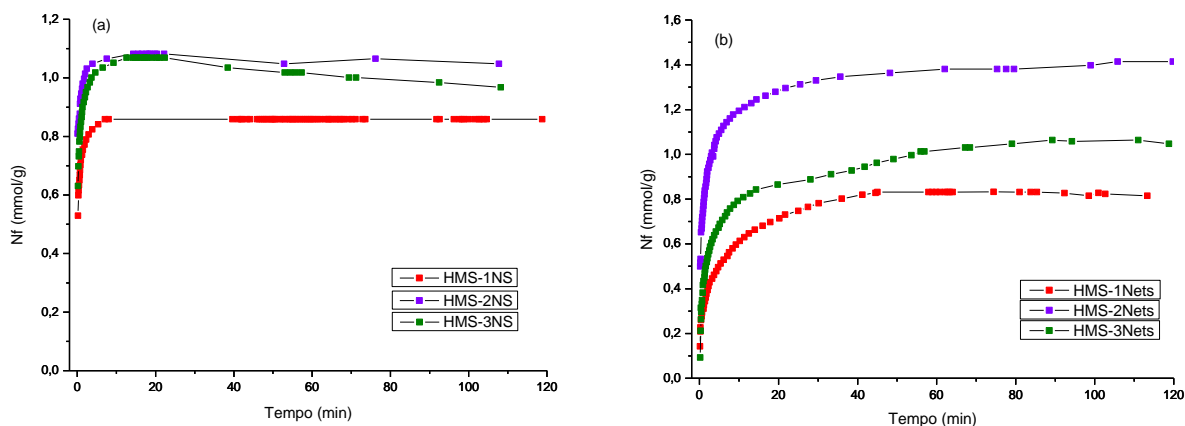 (a)
1,2
1,0
0,8
0,6
0,4
0,2
0,0
Nf (mmol/g)
HMS-1NS
HMS-2NS
HMS-3NS
0 20 40 60 80 100 120
Tempo (min)
(b)
1,6
1,4
1,2
1,0
0,8
0,6
0,4
0,2
0,0
Nf (mmol/g)
HMS-1Nets
HMS-2Nets
HMS-3Nets
0 20 40 60 80 100 120
Tempo (min)